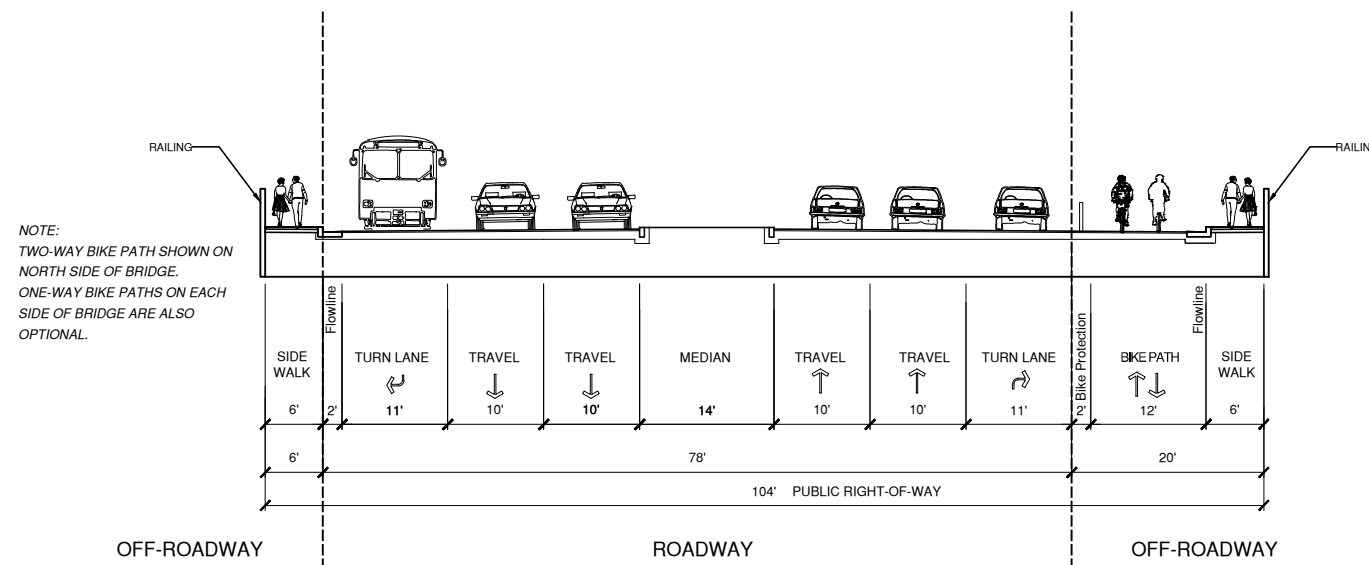 RAILING
RAILIN
NOTE:
TWO-WAY BIKE PATH SHOWN ON
NORTH SIDE OF BRIDGE.
ONE-WAY BIKE PATHS ON EACH
SIDE OF BRIDGE ARE ALSO
OPTIONAL.
SIDE
WALK
6'
Flowline
2'
TURN LANE
11'
TRAVEL
10'
TRAVEL
10'
MEDIAN
14'
TRAVEL
10'
TRAVEL
10'
TURN LANE
11'
2' Bike Protection
BIKE PATH
12'
Flowline
SIDE
WALK
6'
6'
78'
20'
104' PUBLIC RIGHT-OF-WAY
OFF-ROADWAY
ROADWAY
OFF-ROADWAY